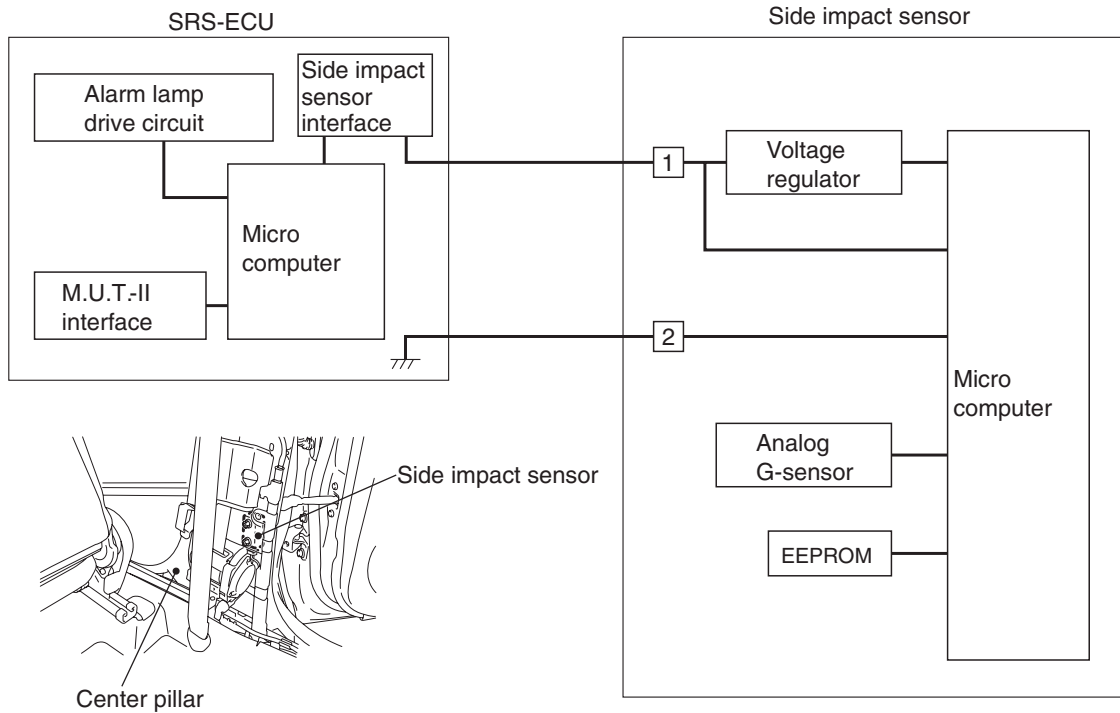 SRS-ECU
Side impact sensor
Alarm lamp
drive circuit
Side impact
sensor
interface
Micro
computer
M.U.T.-II
interface
1
2
Voltage
regulator
Micro
computer
Analog
G-sensor
EEPROM
Side impact sensor
Center pillar